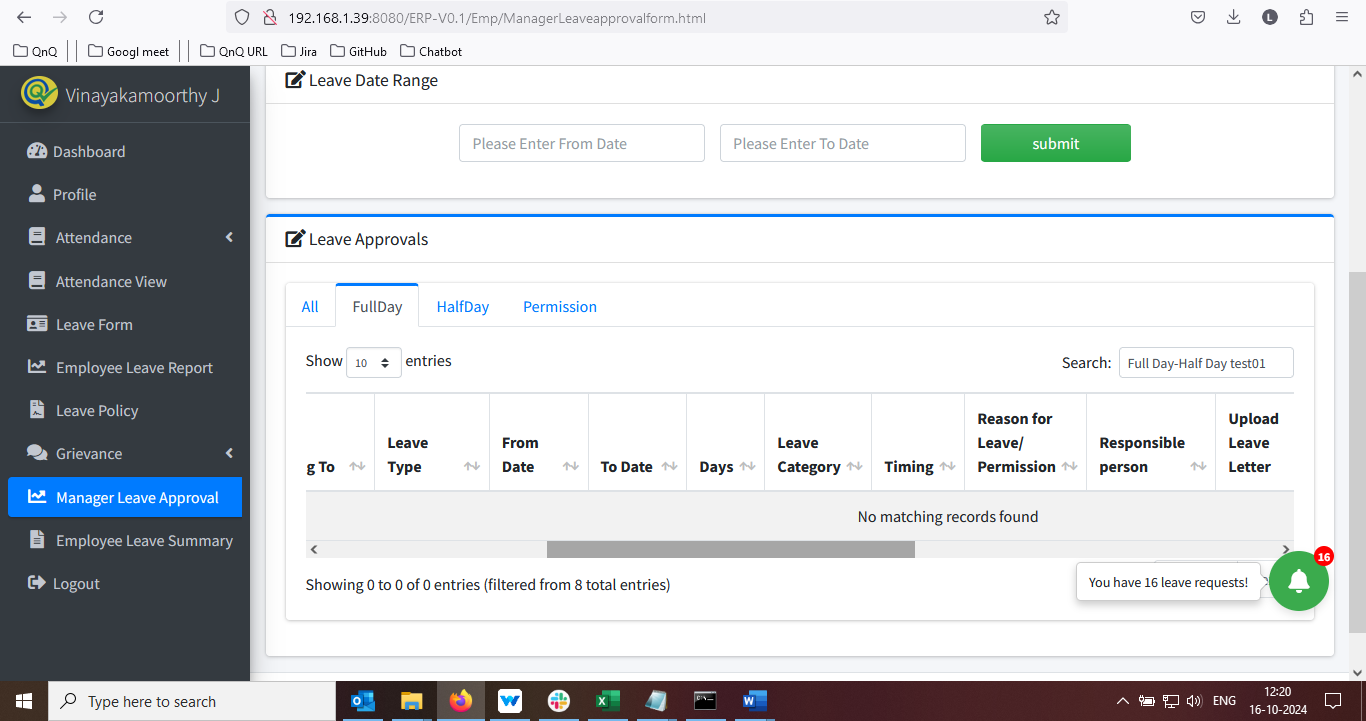 192.168.1.39:8080/ERP-V0.1/Emp/ManagerLeaveapprovalform.html
L
QnQ
Googl meet
QnQ URL
Jira
GitHub
Chatbot
Vinayakamoorthy J
Dashboard
Profile
Attendance
Attendance View
Leave Form
Employee Leave Report
Leave Policy
Grievance
Manager Leave Approval
Employee Leave Summary
Logout
Leave Date Range
Please Enter From Date
Please Enter To Date
submit
Leave Approvals
All
FullDay
HalfDay
Permission
Show 10 entries
Search: Full Day-Half Day test01
g To
Leave
Type
From
Date
To Date
Days
Leave
Category
Timing
Reason for
Leave/
Permission
Responsible
person
Upload
Leave
Letter
No matching records found
Showing 0 to 0 of 0 entries (filtered from 8 total entries)
You have 16 leave requests!
16
Type here to search
ENG
12:20
16-10-2024